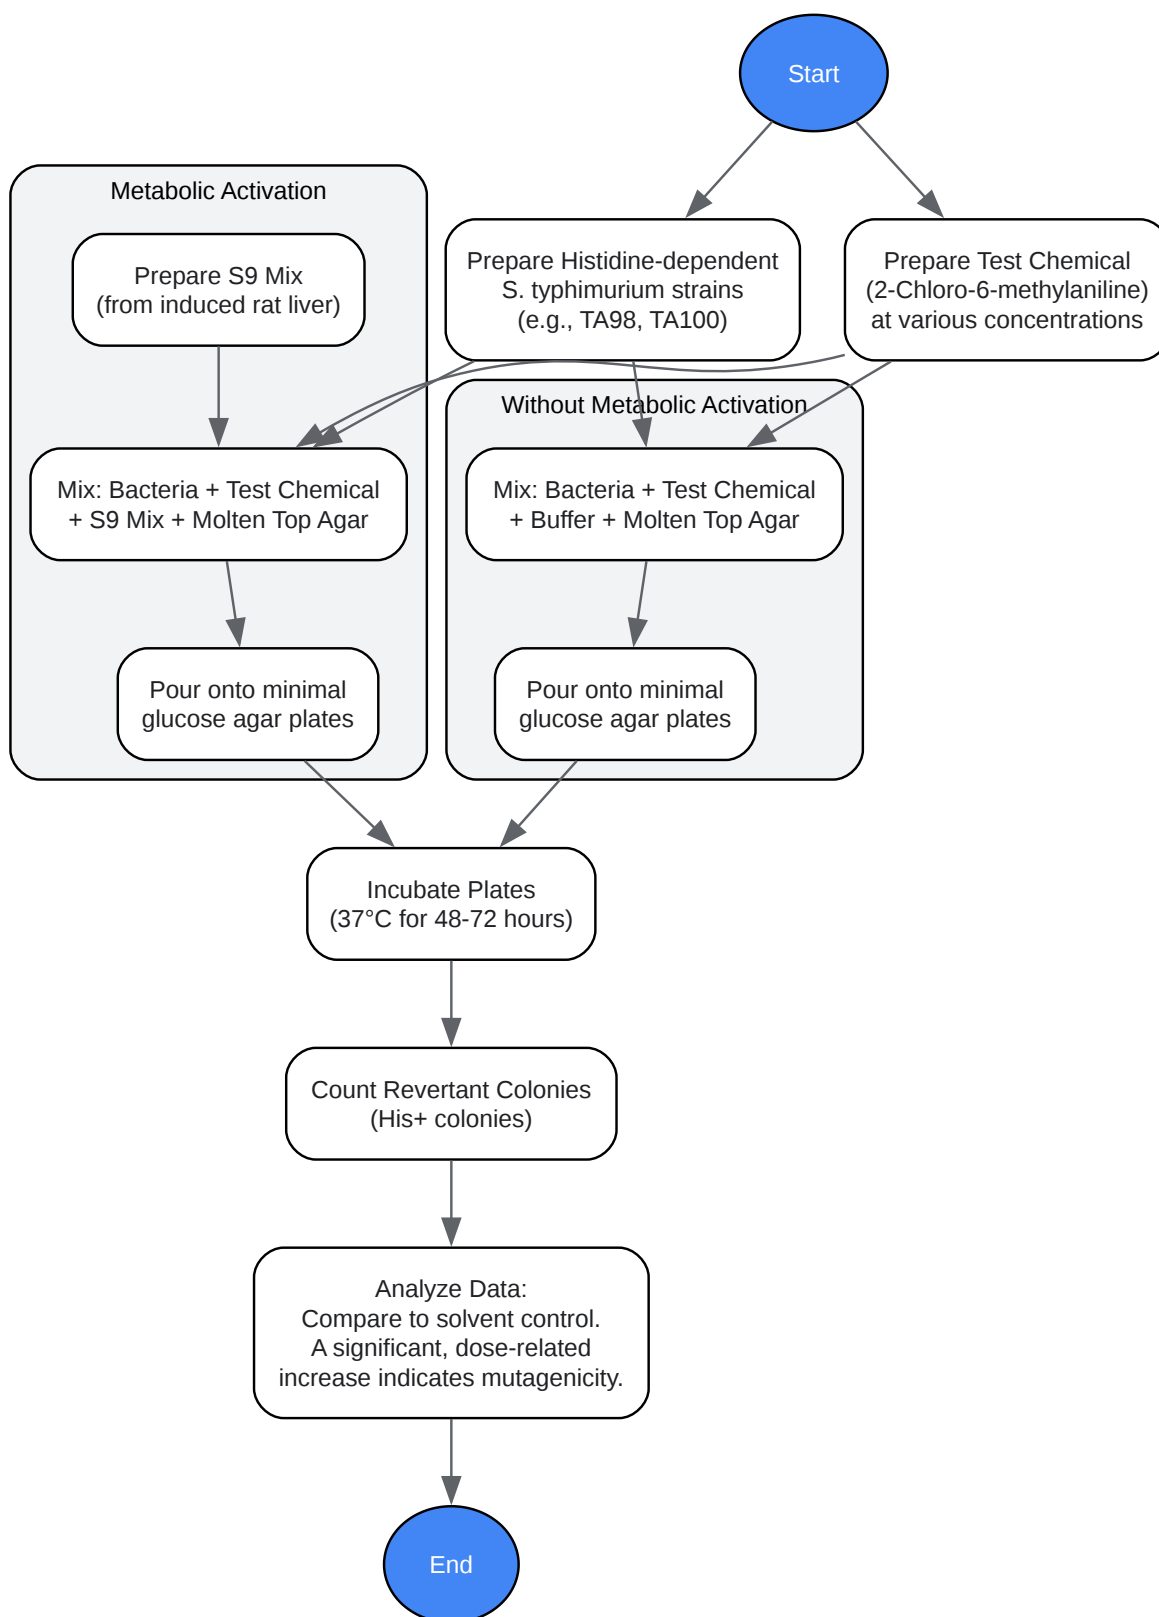 Start
Metabolic Activation
Prepare S9 Mix
(from induced rat liver)
Prepare Histidine-dependent
S. typhimurium strains
(e.g., TA98, TA100)
Prepare Test Chemical
(2-Chloro-6-methylaniline)
at various concentrations
Without Metabolic Activation
Mix: Bacteria + Test Chemical
+ S9 Mix + Molten Top Agar
Mix: Bacteria + Test Chemical
+ Buffer + Molten Top Agar
Pour onto minimal
glucose agar plates
Pour onto minimal
glucose agar plates
Incubate Plates
(37°C for 48-72 hours)
Count Revertant Colonies
(His+ colonies)
Analyze Data:
Compare to solvent control.
A significant, dose-related
increase indicates mutagenicity.
End